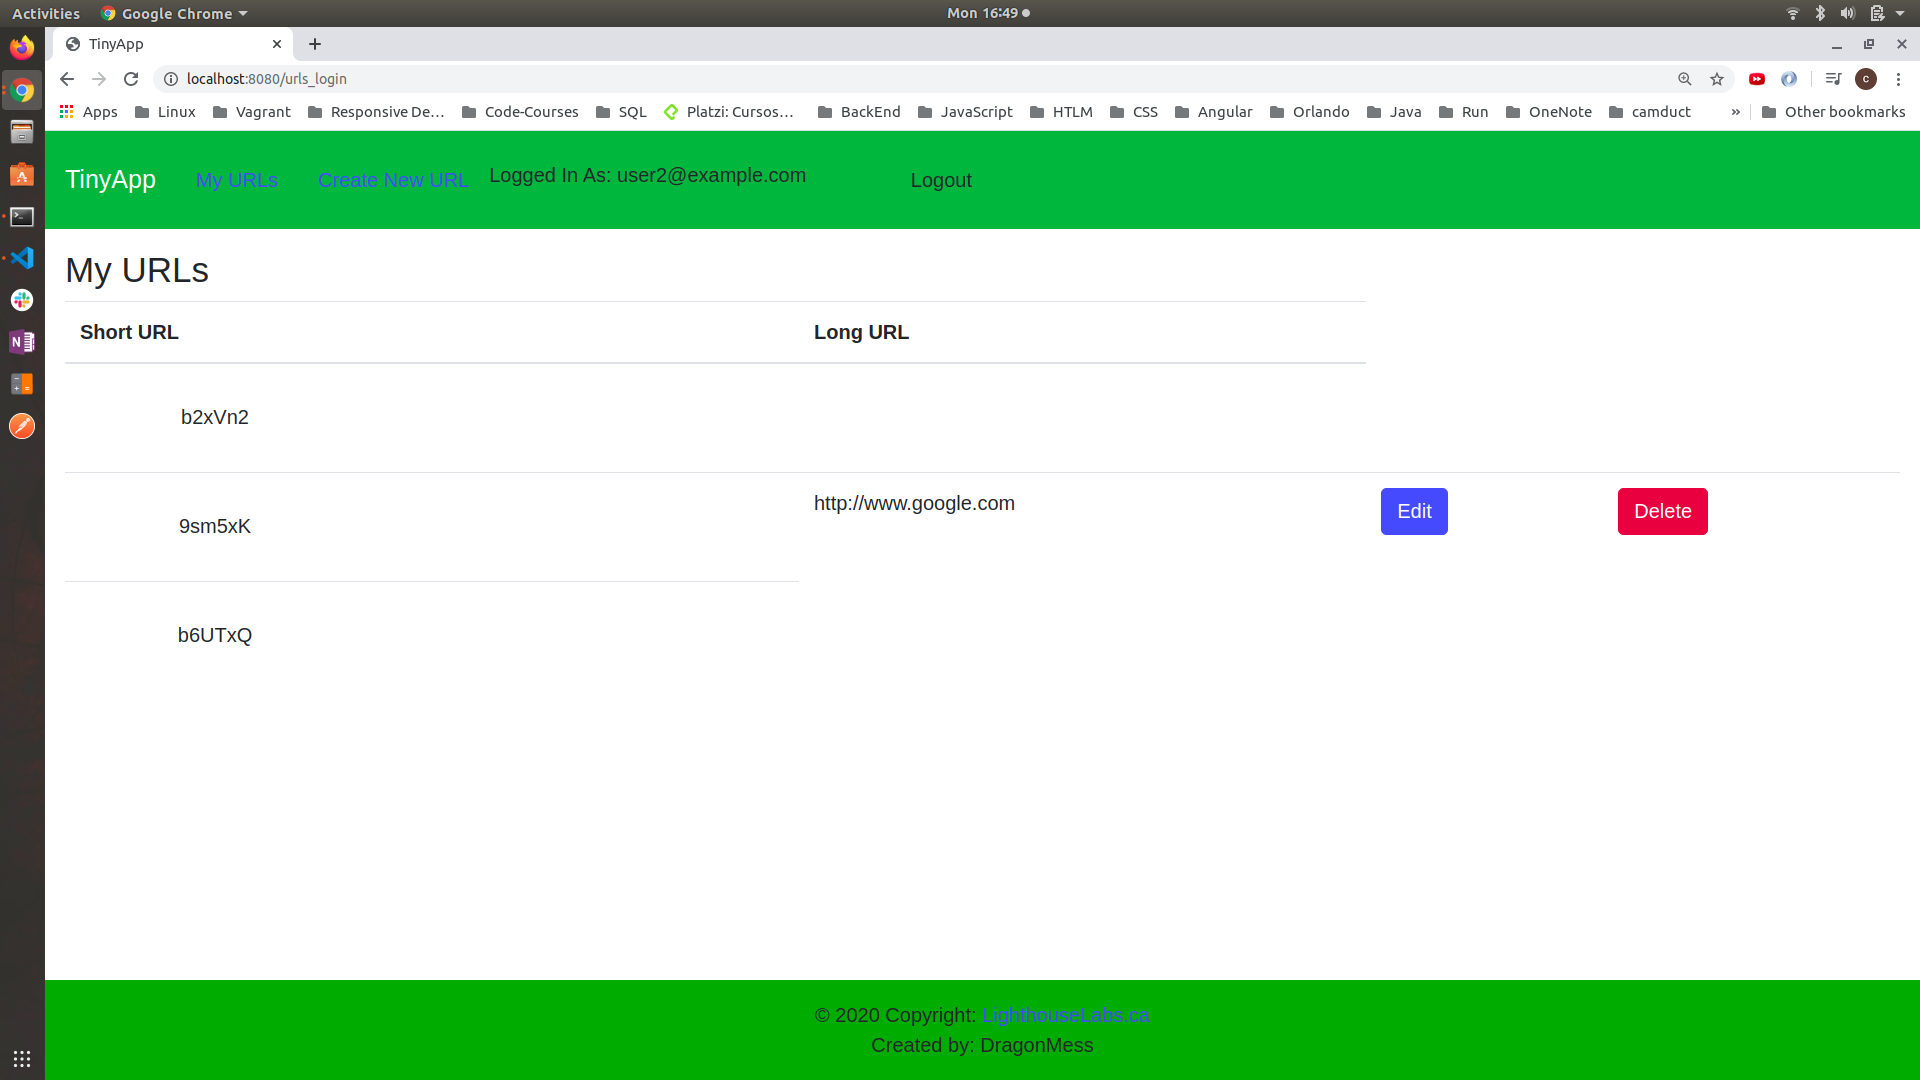 Activities Google Chrome Mon 16:49
TinyApp
localhost:8080/urls_login
Apps Linux Vagrant Responsive De… Code-Courses SQL Platzi: Cursos… BackEnd JavaScript HTLM CSS Angular Orlando Java Run OneNote camduct » Other bookmarks
TinyApp My URLs Create New URL Logged In As: user2@example.com Logout
My URLs
Short URL Long URL
b2xVn2
9sm5xK http://www.google.com Edit Delete
b6UTxQ
© 2020 Copyright: LighthouseLabs.ca
Created by: DragonMess